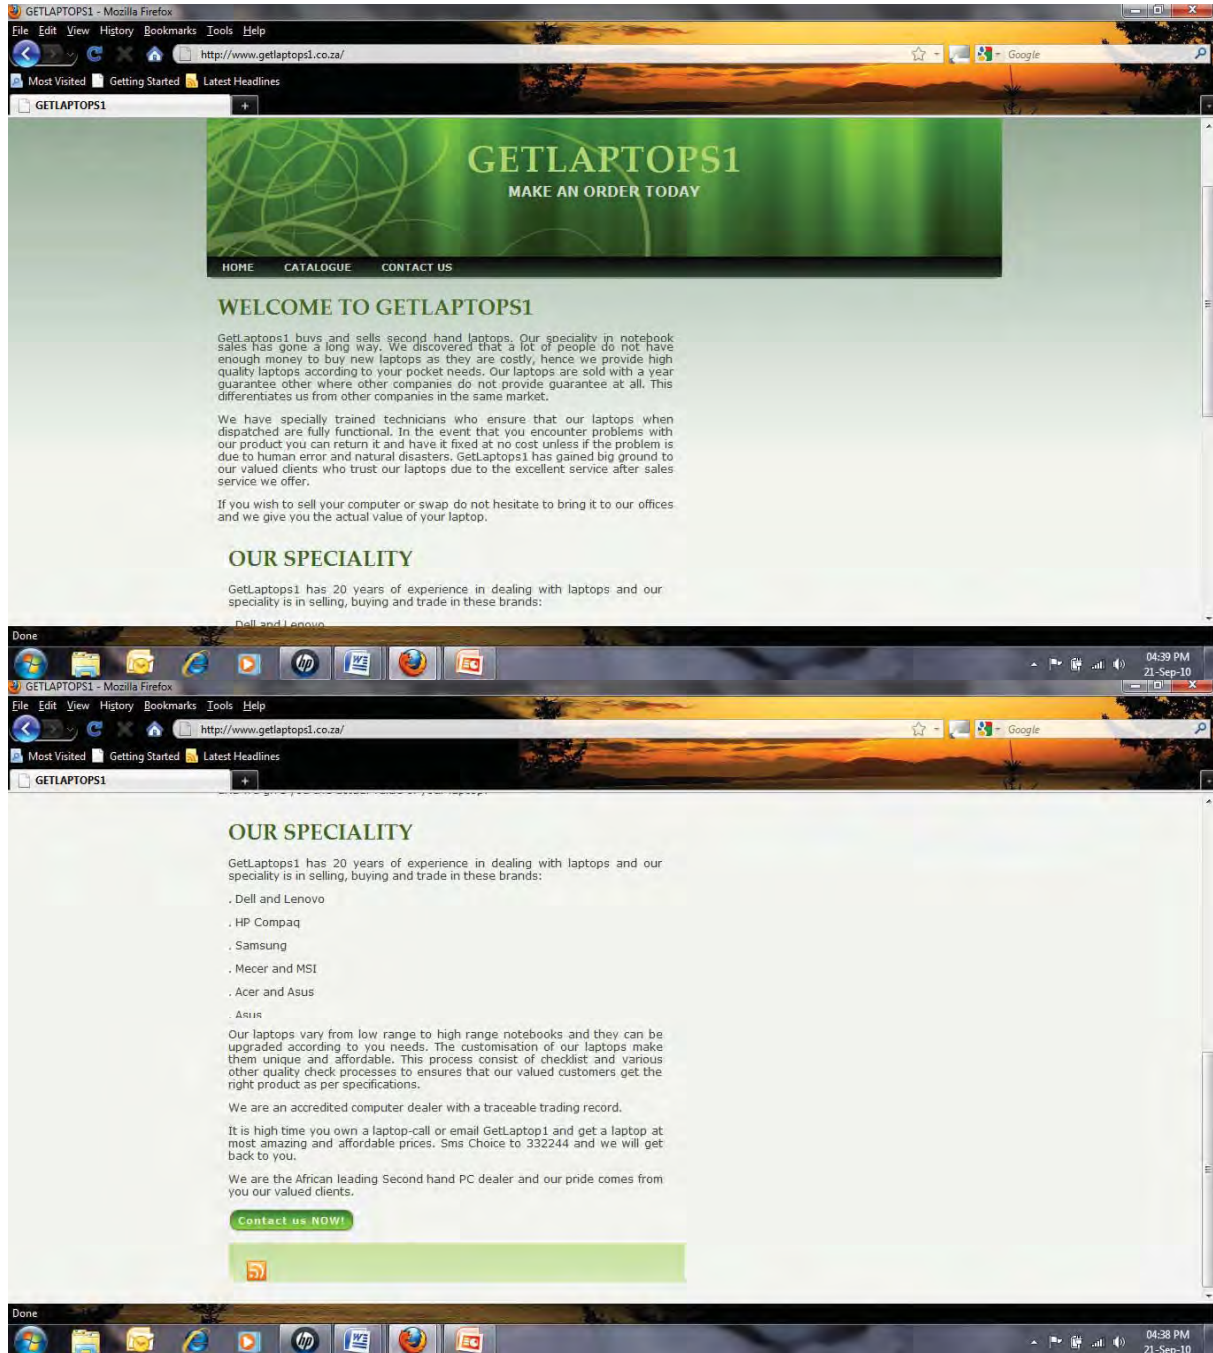 GETLAPTOPS1 - Mozilla Firefox
File Edit View History Bookmarks Tools Help
http://www.getlaptops1.co.za/
Google
Most Visited Getting Started Latest Headlines
GETLAPTOPS1
GETLAPTOPS1
MAKE AN ORDER TODAY
HOME CATALOGUE CONTACT US
WELCOME TO GETLAPTOPS1
GetLaptops1 buys and sells second hand laptops. Our speciality in notebook
sales has gone a long way. We discovered that a lot of people do not have
enough money to buy new laptops as they are costly, hence we provide high
quality laptops according to your pocket needs. Our laptops are sold with a year
guarantee other where other companies do not provide guarantee at all. This
differentiates us from other companies in the same market.
We have specially trained technicians who ensure that our laptops when
dispatched are fully functional. In the event that you encounter problems with
our product you can return it and have it fixed at no cost unless if the problem is
due to human error and natural disasters. GetLaptops1 has gained big ground to
our valued clients who trust our laptops due to the excellent service after sales
service we offer.
If you wish to sell your computer or swap do not hesitate to bring it to our offices
and we give you the actual value of your laptop.
OUR SPECIALITY
GetLaptops1 has 20 years of experience in dealing with laptops and our
speciality is in selling, buying and trade in these brands:
. Dell and Lenovo
Done
04:39 PM
21-Sep-10
GETLAPTOPS1 - Mozilla Firefox
File Edit View History Bookmarks Tools Help
http://www.getlaptops1.co.za/
Google
Most Visited Getting Started Latest Headlines
GETLAPTOPS1
and we give you the actual value of your laptop.
OUR SPECIALITY
GetLaptops1 has 20 years of experience in dealing with laptops and our
speciality is in selling, buying and trade in these brands:
. Dell and Lenovo
. HP Compaq
. Samsung
. Mecer and MSI
. Acer and Asus
. Asus
Our laptops vary from low range to high range notebooks and they can be
upgraded according to you needs. The customisation of our laptops make
them unique and affordable. This process consist of checklist and various
other quality check processes to ensures that our valued customers get the
right product as per specifications.
We are an accredited computer dealer with a traceable trading record.
It is high time you own a laptop-call or email GetLaptop1 and get a laptop at
most amazing and affordable prices. Sms Choice to 332244 and we will get
back to you.
We are the African leading Second hand PC dealer and our pride comes from
you our valued clients.
Contact us NOW!
Done
04:38 PM
21-Sep-10